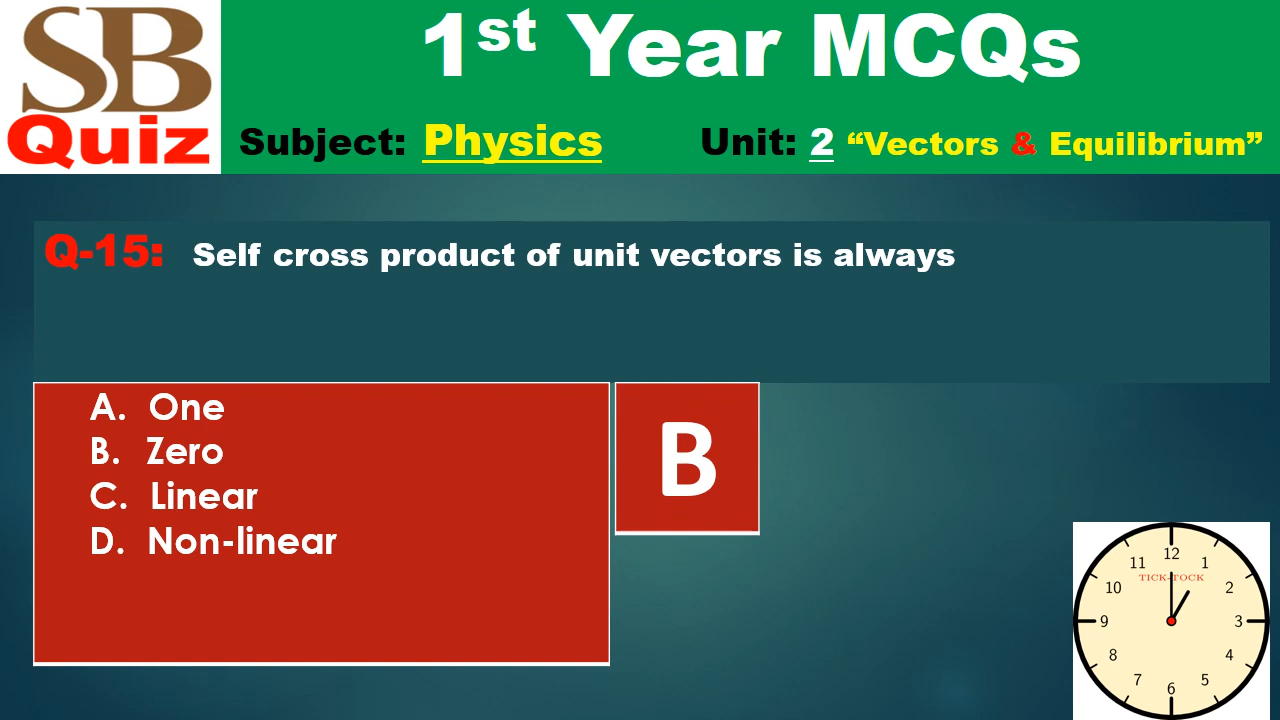 SB
Quiz
1st Year MCQs
Subject: Physics Unit: 2 “Vectors & Equilibrium”
Q-15: Self cross product of unit vectors is always
A. One
B. Zero
C. Linear
D. Non-linear
B
12
11 1
TICK-TOCK
10 2
9 3
8 4
7 5
6